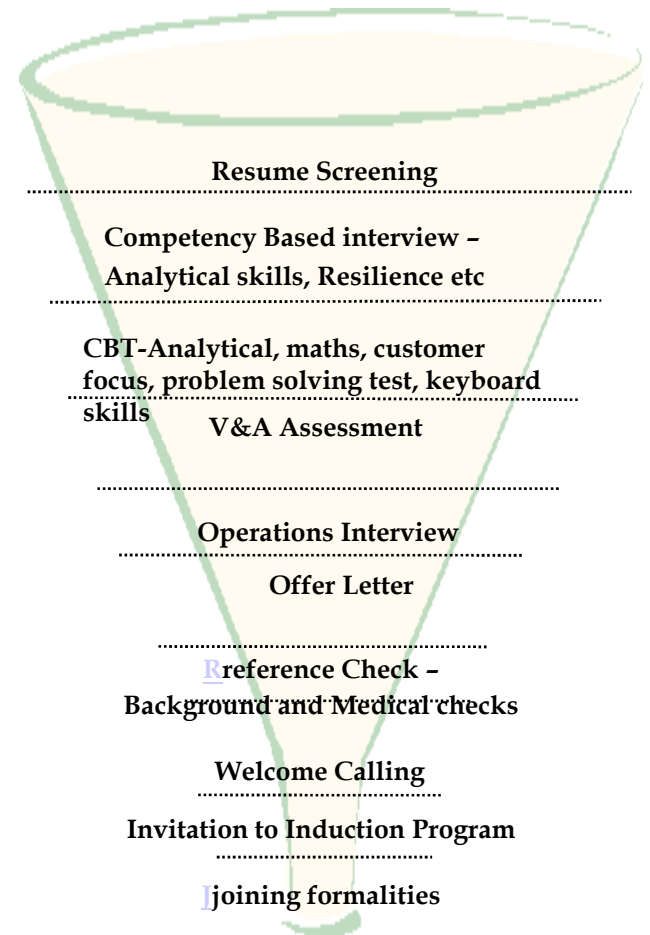 Resume Screening
Competency Based interview –
Analytical skills, Resilience etc
CBT-Analytical, maths, customer
focus, problem solving test, keyboard
skills
V&A Assessment
Operations Interview
Offer Letter
Rreference Check –
Background and Medical checks
Welcome Calling
Invitation to Induction Program
Jjoining formalities